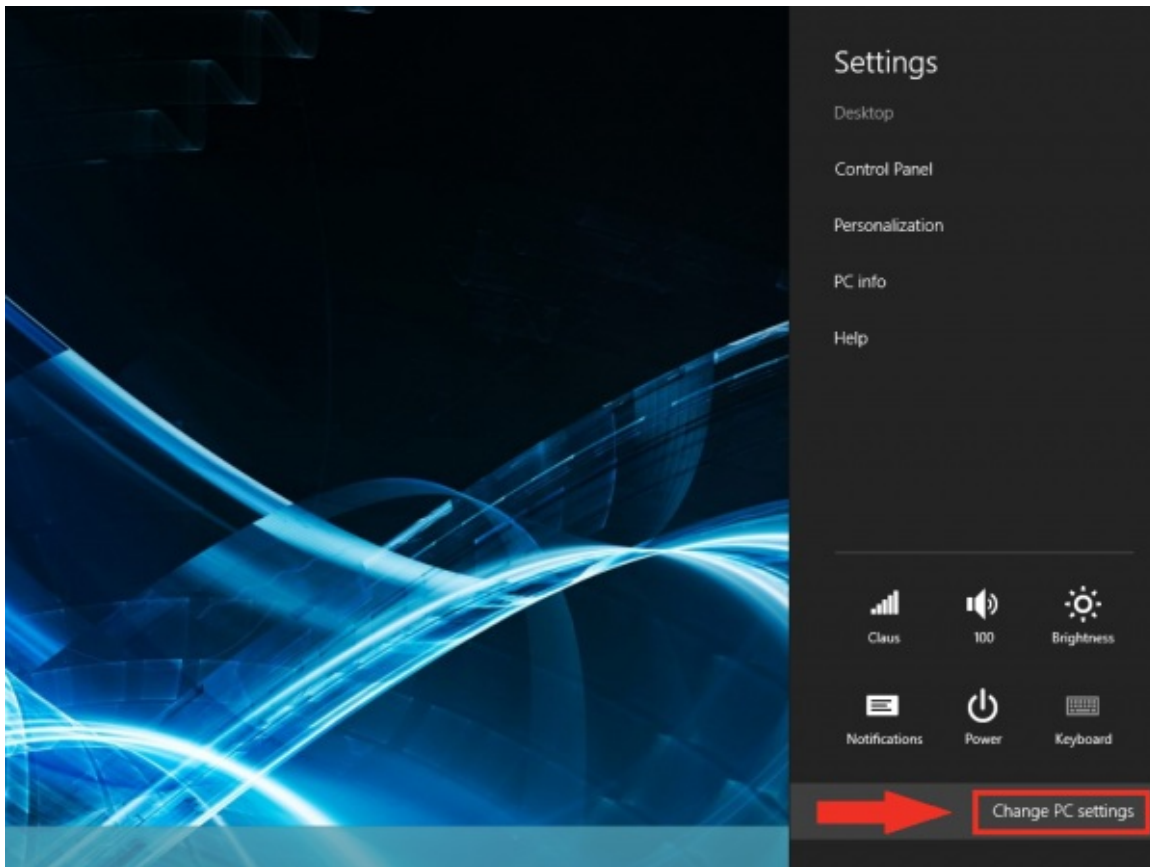 Settings
Desktop
Control Panel
Personalization
PC info
Help
Claus 100 Brightness
Notifications Power Keyboard
Change PC settings